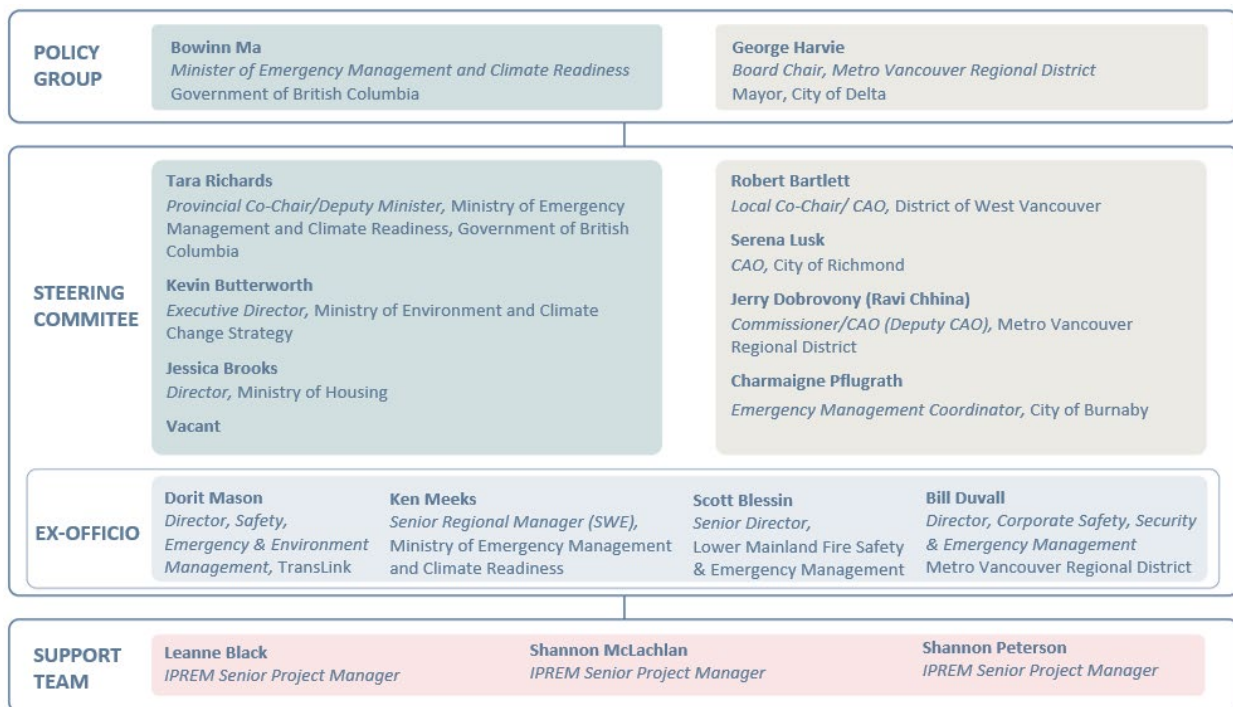 POLICY
GROUP
Bowinn Ma
Minister of Emergency Management and Climate Readiness
Government of British Columbia
George Harvie
Board Chair, Metro Vancouver Regional District
Mayor, City of Delta
STEERING
COMMITEE
Tara Richards
Provincial Co-Chair/Deputy Minister, Ministry of Emergency
Management and Climate Readiness, Government of British
Columbia
Kevin Butterworth
Executive Director, Ministry of Environment and Climate
Change Strategy
Jessica Brooks
Director, Ministry of Housing
Vacant
Robert Bartlett
Local Co-Chair/ CAO, District of West Vancouver
Serena Lusk
CAO, City of Richmond
Jerry Dobrovony (Ravi Chhina)
Commissioner/CAO (Deputy CAO), Metro Vancouver
Regional District
Charmaigne Pflugrath
Emergency Management Coordinator, City of Burnaby
EX-OFFICIO
Dorit Mason
Director, Safety,
Emergency & Environment
Management, TransLink
Ken Meeks
Senior Regional Manager (SWE),
Ministry of Emergency Management
and Climate Readiness
Scott Blessin
Senior Director,
Lower Mainland Fire Safety
& Emergency Management
Bill Duvall
Director, Corporate Safety, Security
& Emergency Management
Metro Vancouver Regional District
SUPPORT
TEAM
Leanne Black
IPREM Senior Project Manager
Shannon McLachlan
IPREM Senior Project Manager
Shannon Peterson
IPREM Senior Project Manager